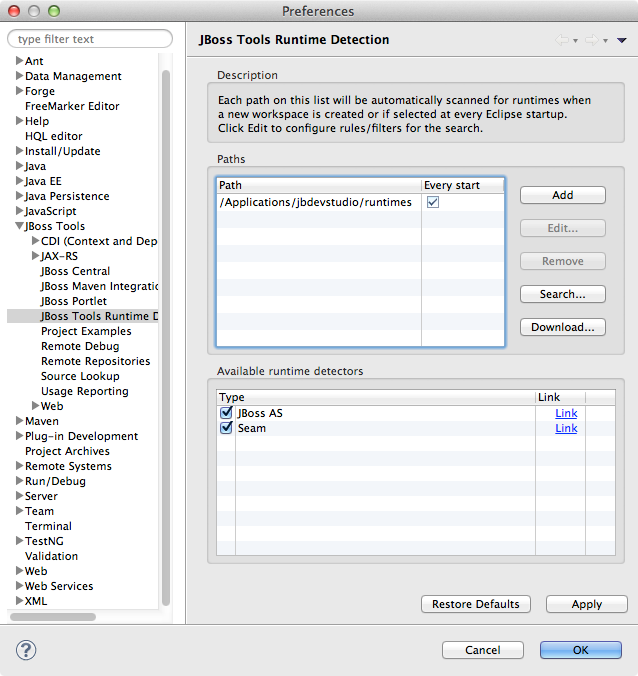 Preferences
type filter text
JBoss Tools Runtime Detection
Ant
Data Management
Forge
FreeMarker Editor
Help
HQL editor
Install/Update
Java
Java EE
Java Persistence
JavaScript
JBoss Tools
CDI (Context and Dep
JAX-RS
JBoss Central
JBoss Maven Integratio
JBoss Portlet
JBoss Tools Runtime D
Project Examples
Remote Debug
Remote Repositories
Source Lookup
Usage Reporting
Web
Maven
Plug-in Development
Project Archives
Remote Systems
Run/Debug
Server
Team
Terminal
TestNG
Validation
Web
Web Services
XML
Description
Each path on this list will be automatically scanned for runtimes when
a new workspace is created or if selected at every Eclipse startup.
Click Edit to configure rules/filters for the search.
Paths
Path Every start
/Applications/jbdevstudio/runtimes
Add
Edit...
Remove
Search...
Download...
Available runtime detectors
Type Link
JBoss AS Link
Seam Link
Restore Defaults Apply
? Cancel OK